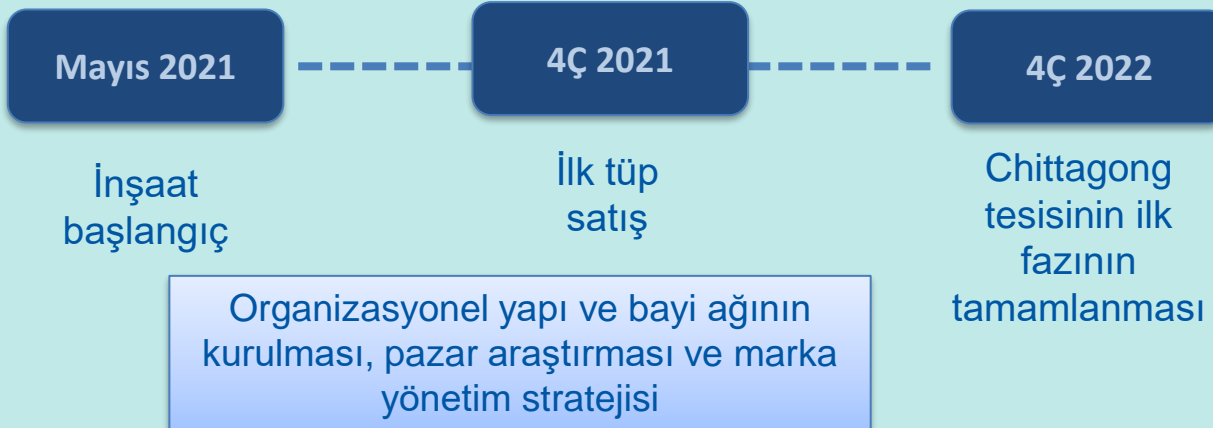 Mayıs 2021
4Ç 2021
4Ç 2022
İnşaat
başlangıç
İlk tüp
satış
Chittagong
tesisinin ilk
fazının
tamamlanması
Organizasyonel yapı ve bayi ağının
kurulması, pazar araştırması ve marka
yönetim stratejisi